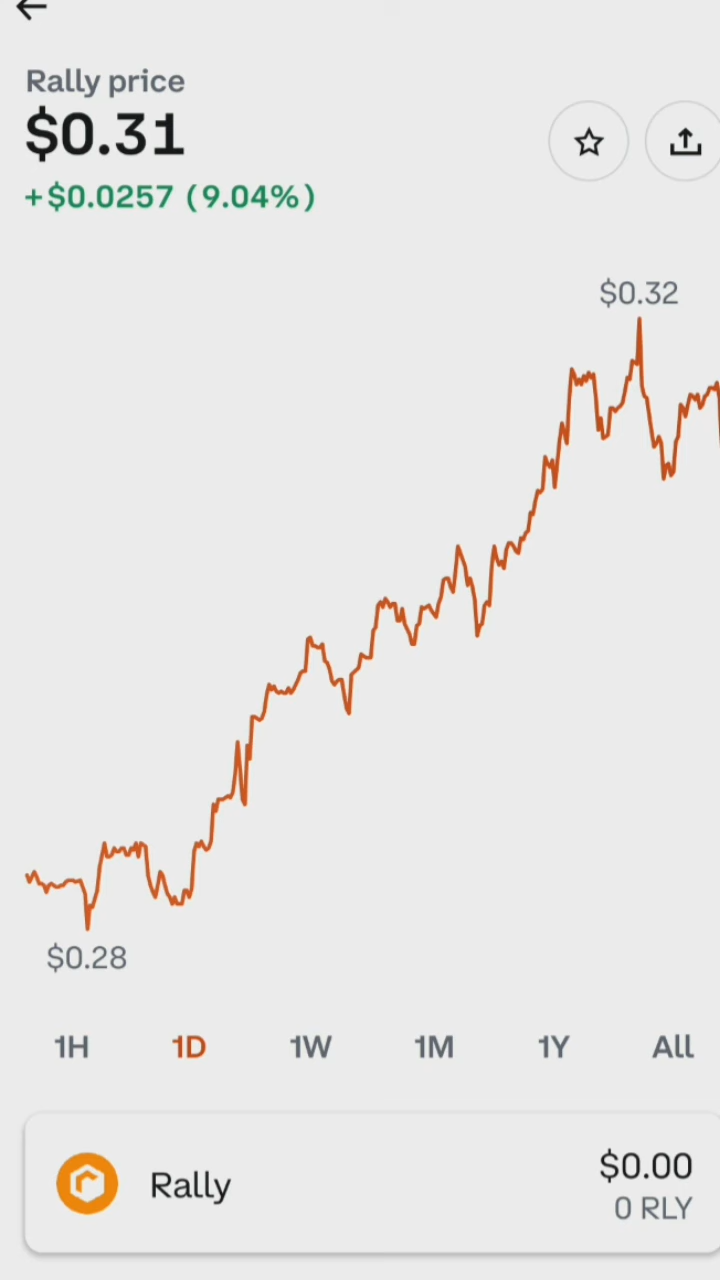 Rally price
$0.31
+$0.0257 (9.04%)
$0.32
$0.28
1H 1D 1W 1M 1Y All
Rally $0.00
0 RLY